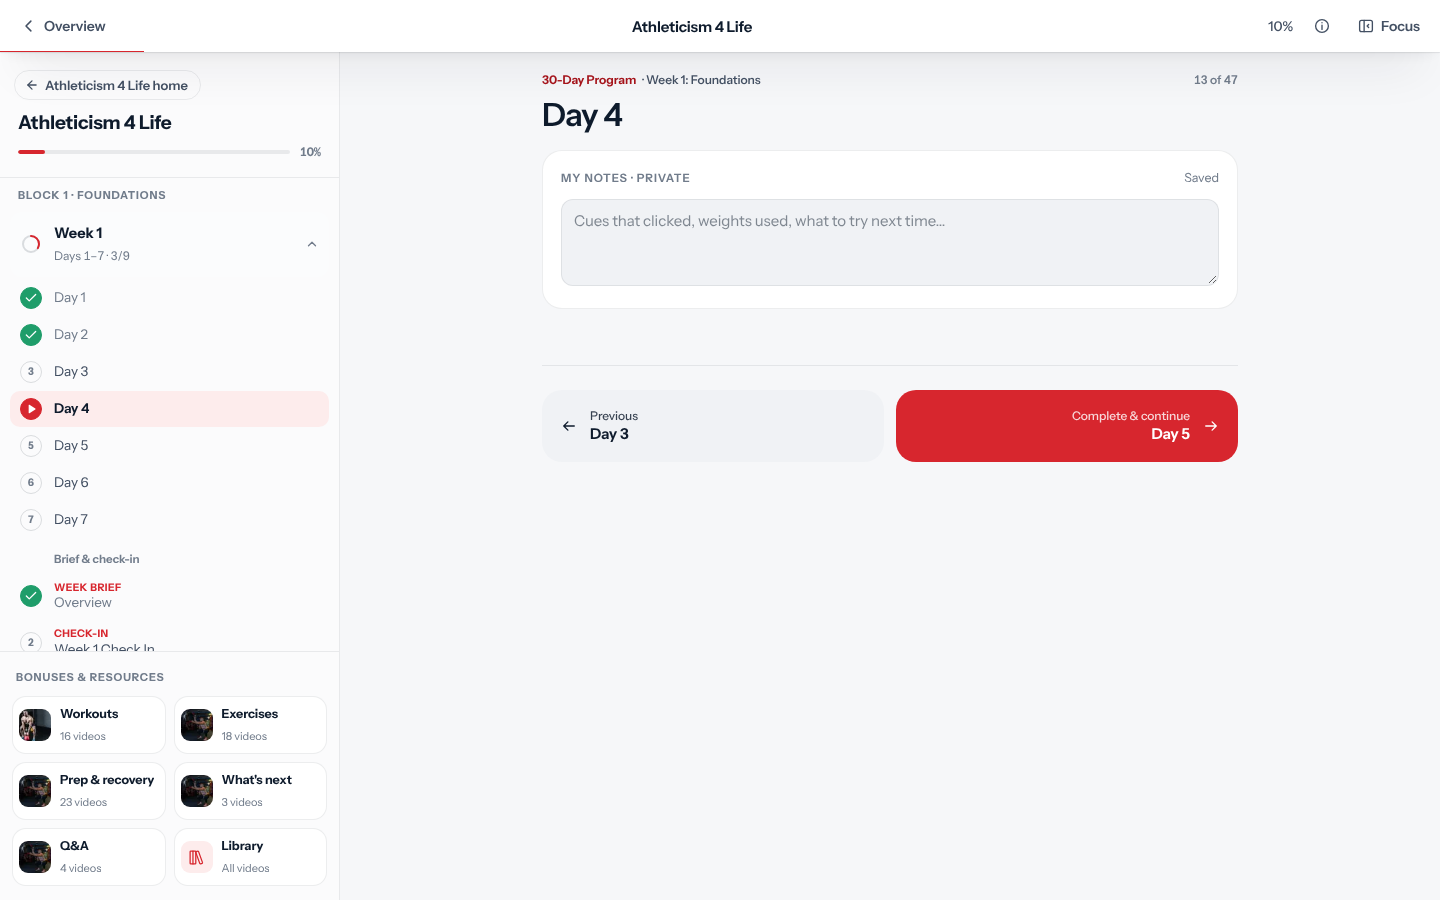 Overview
Athleticism 4 Life
10%
Focus
Athleticism 4 Life home
Athleticism 4 Life
10%
BLOCK 1 · FOUNDATIONS
Week 1
Days 1–7 · 3/9
Day 1
Day 2
3 Day 3
Day 4
5 Day 5
6 Day 6
7 Day 7
Brief & check-in
WEEK BRIEF
Overview
CHECK-IN
2 Week 1 Check In
BONUSES & RESOURCES
Workouts
16 videos
Exercises
18 videos
Prep & recovery
23 videos
What's next
3 videos
Q&A
4 videos
Library
All videos
30-Day Program · Week 1: Foundations
13 of 47
Day 4
MY NOTES · PRIVATE
Saved
Cues that clicked, weights used, what to try next time...
Previous
Day 3
Complete & continue
Day 5